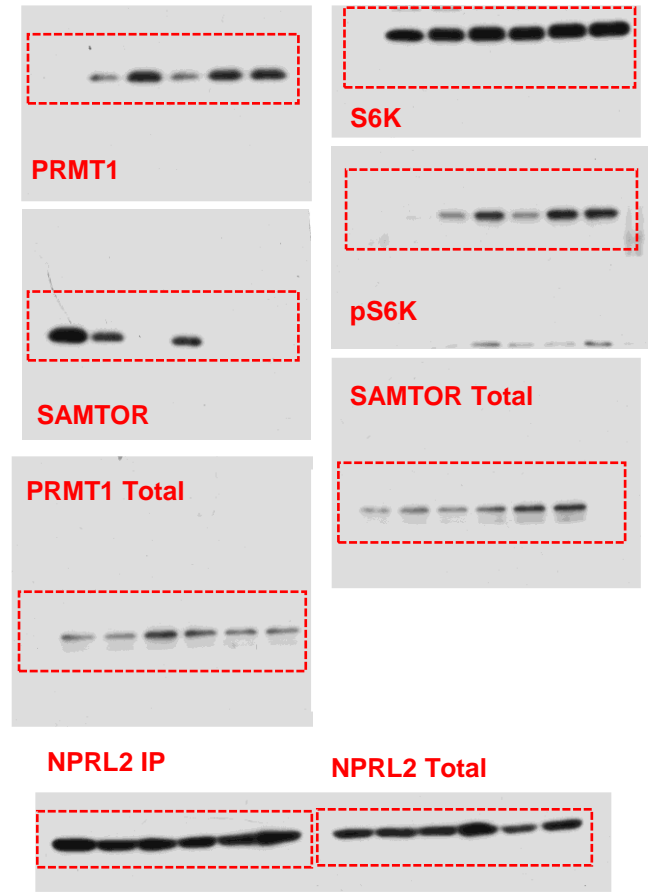 S6K
PRMT1
pS6K
SAMTOR
SAMTOR Total
PRMT1 Total
NPRL2 IP
NPRL2 Total